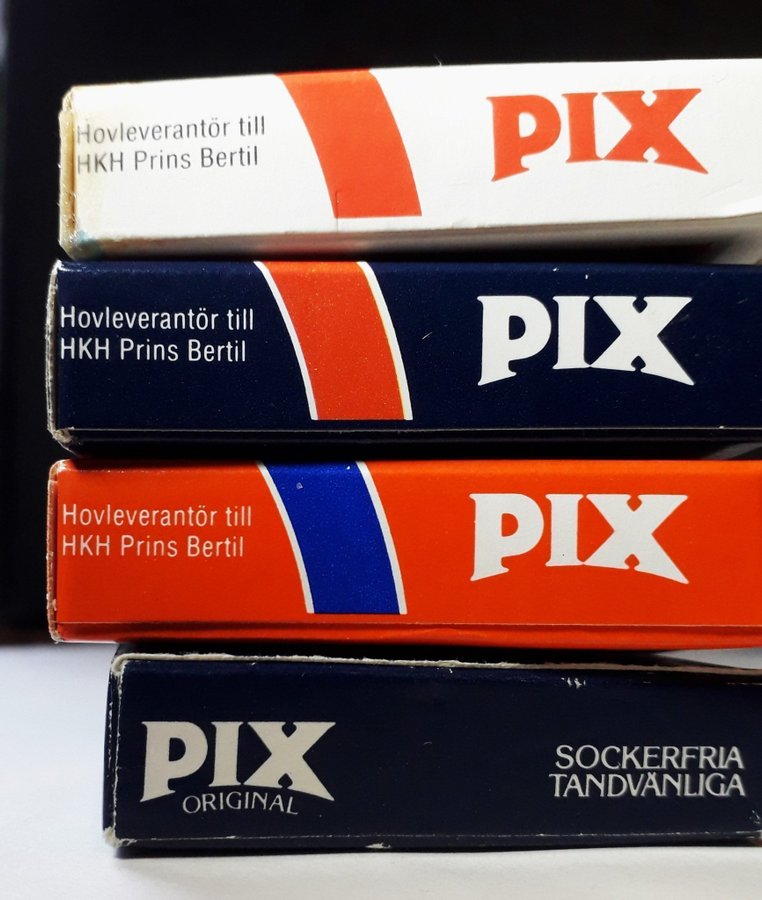 Hovleverantör till
HKH Prins Bertil
PIX
Hovleverantör till
HKH Prins Bertil
PIX
Hovleverantör till
HKH Prins Bertil
PIX
PIX
ORIGINAL
SOCKERFRIA
TANDVÄNLIGA